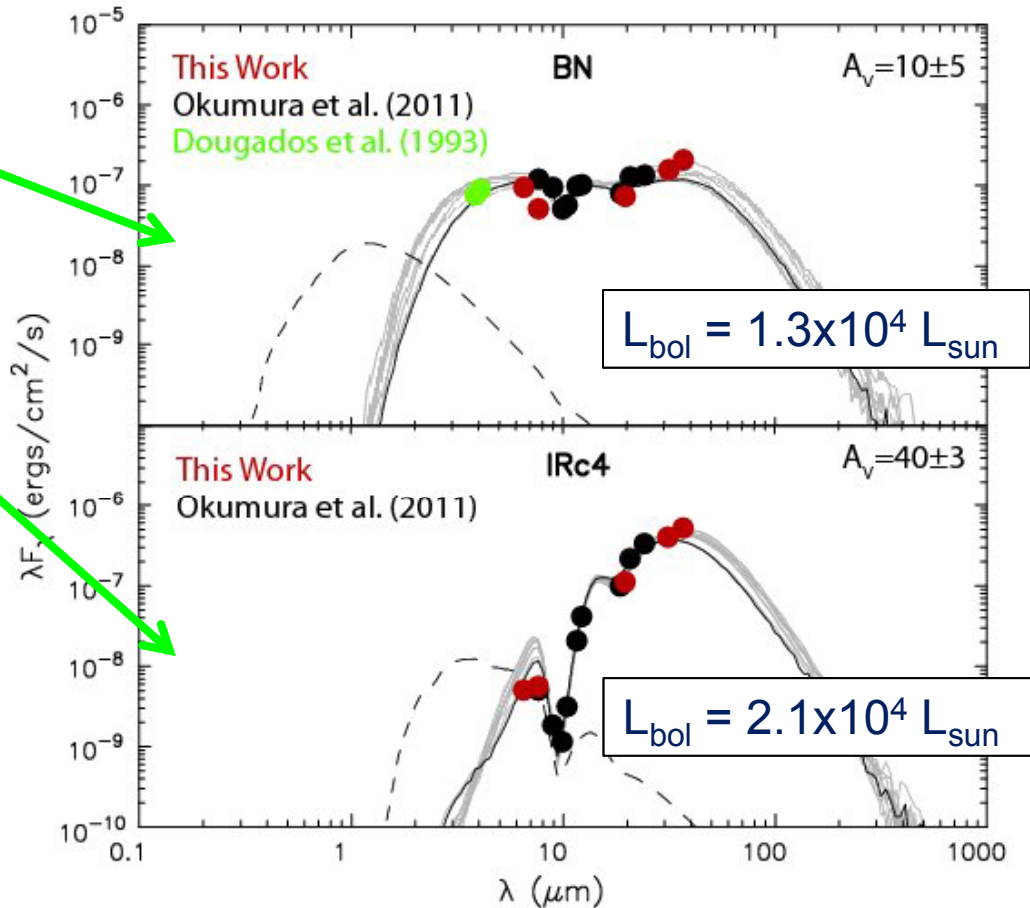 10⁻⁵
This Work
BN
Aᵥ=10±5
Okumura et al. (2011)
10⁻⁶
Dougados et al. (1993)
10⁻⁷
10⁻⁸
L_bol = 1.3x10⁴ L_sun
10⁻⁹
λF_λ (ergs/cm²/s)
This Work
IRc4
Aᵥ=40±3
Okumura et al. (2011)
10⁻⁶
10⁻⁷
10⁻⁸
L_bol = 2.1x10⁴ L_sun
10⁻⁹
10⁻¹⁰
0.1 1 10 100 1000
λ (μm)